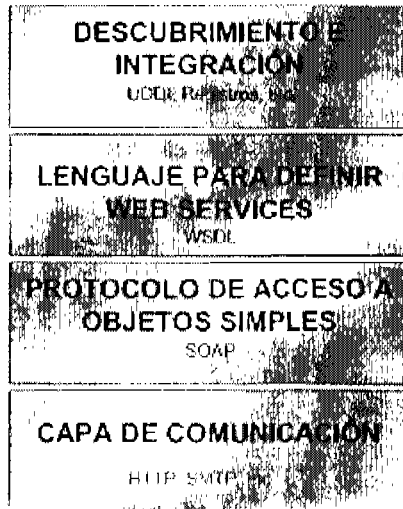 DESCUBRIMIENTO E
INTEGRACIÓN
UDDI, Registros,
LENGUAJE PARA DEFINIR
WEB SERVICES
WSDL
PROTOCOLO DE ACCESO A
OBJETOS SIMPLES
SOAP
CAPA DE COMUNICACIÓN
HTTP, SMTP